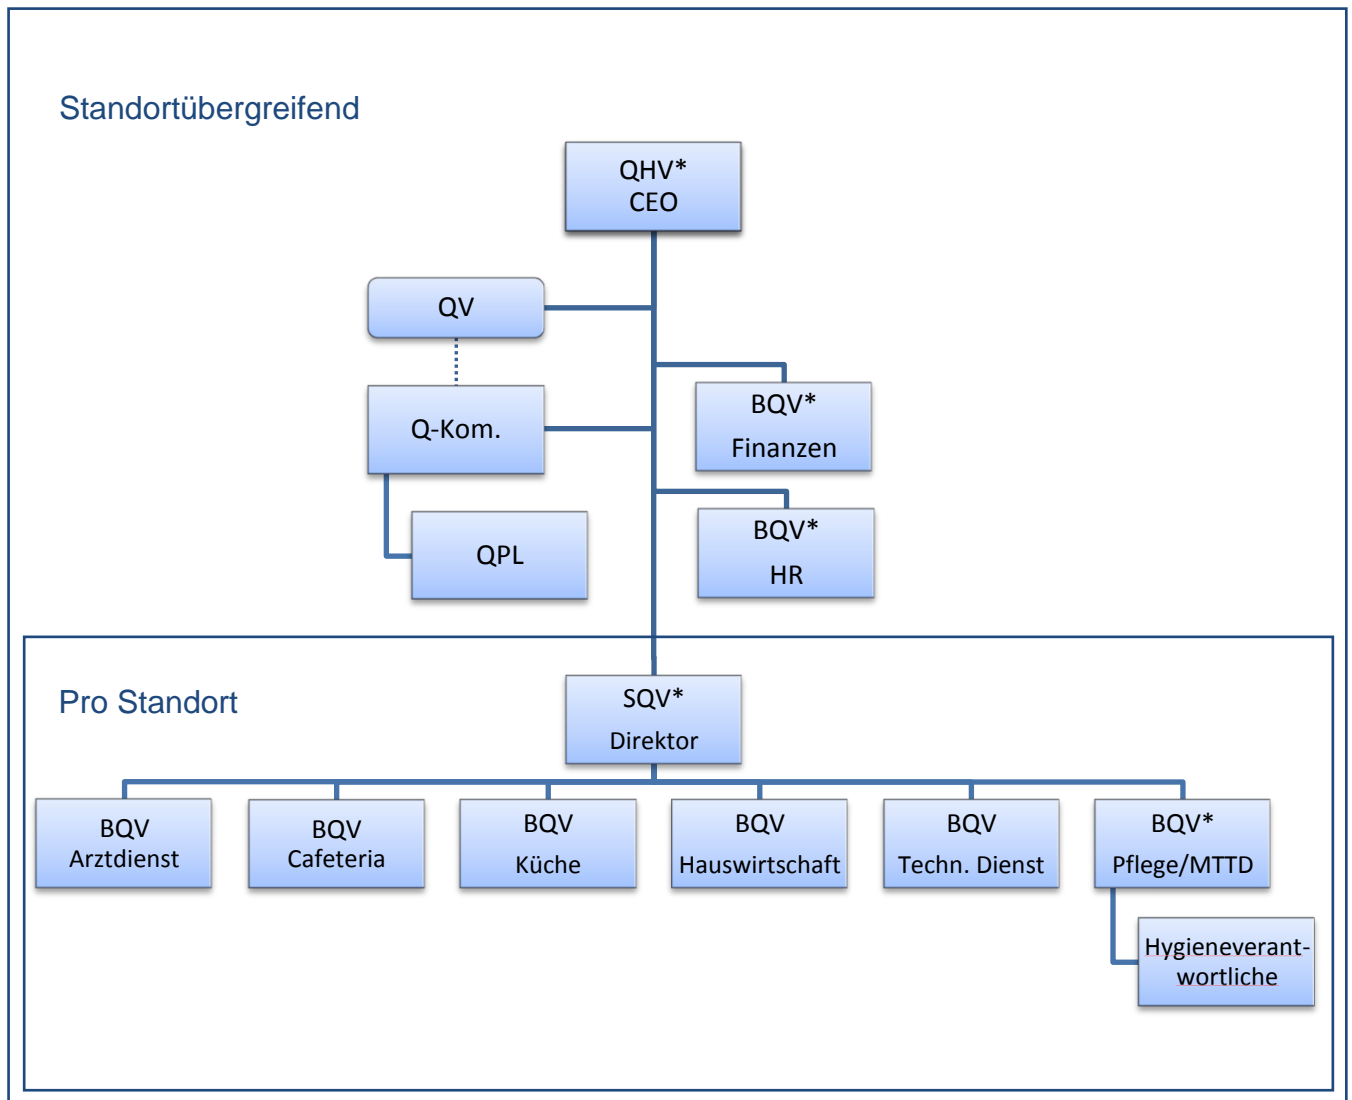 Standortübergreifend
QHV*
CEO
QV
Q-Kom.
BQV*
Finanzen
QPL
BQV*
HR
Pro Standort
SQV*
Direktor
BQV
Arztdienst
BQV
Cafeteria
BQV
Küche
BQV
Hauswirtschaft
BQV
Techn. Dienst
BQV*
Pflege/MTTD
Hygieneverant-
wortliche